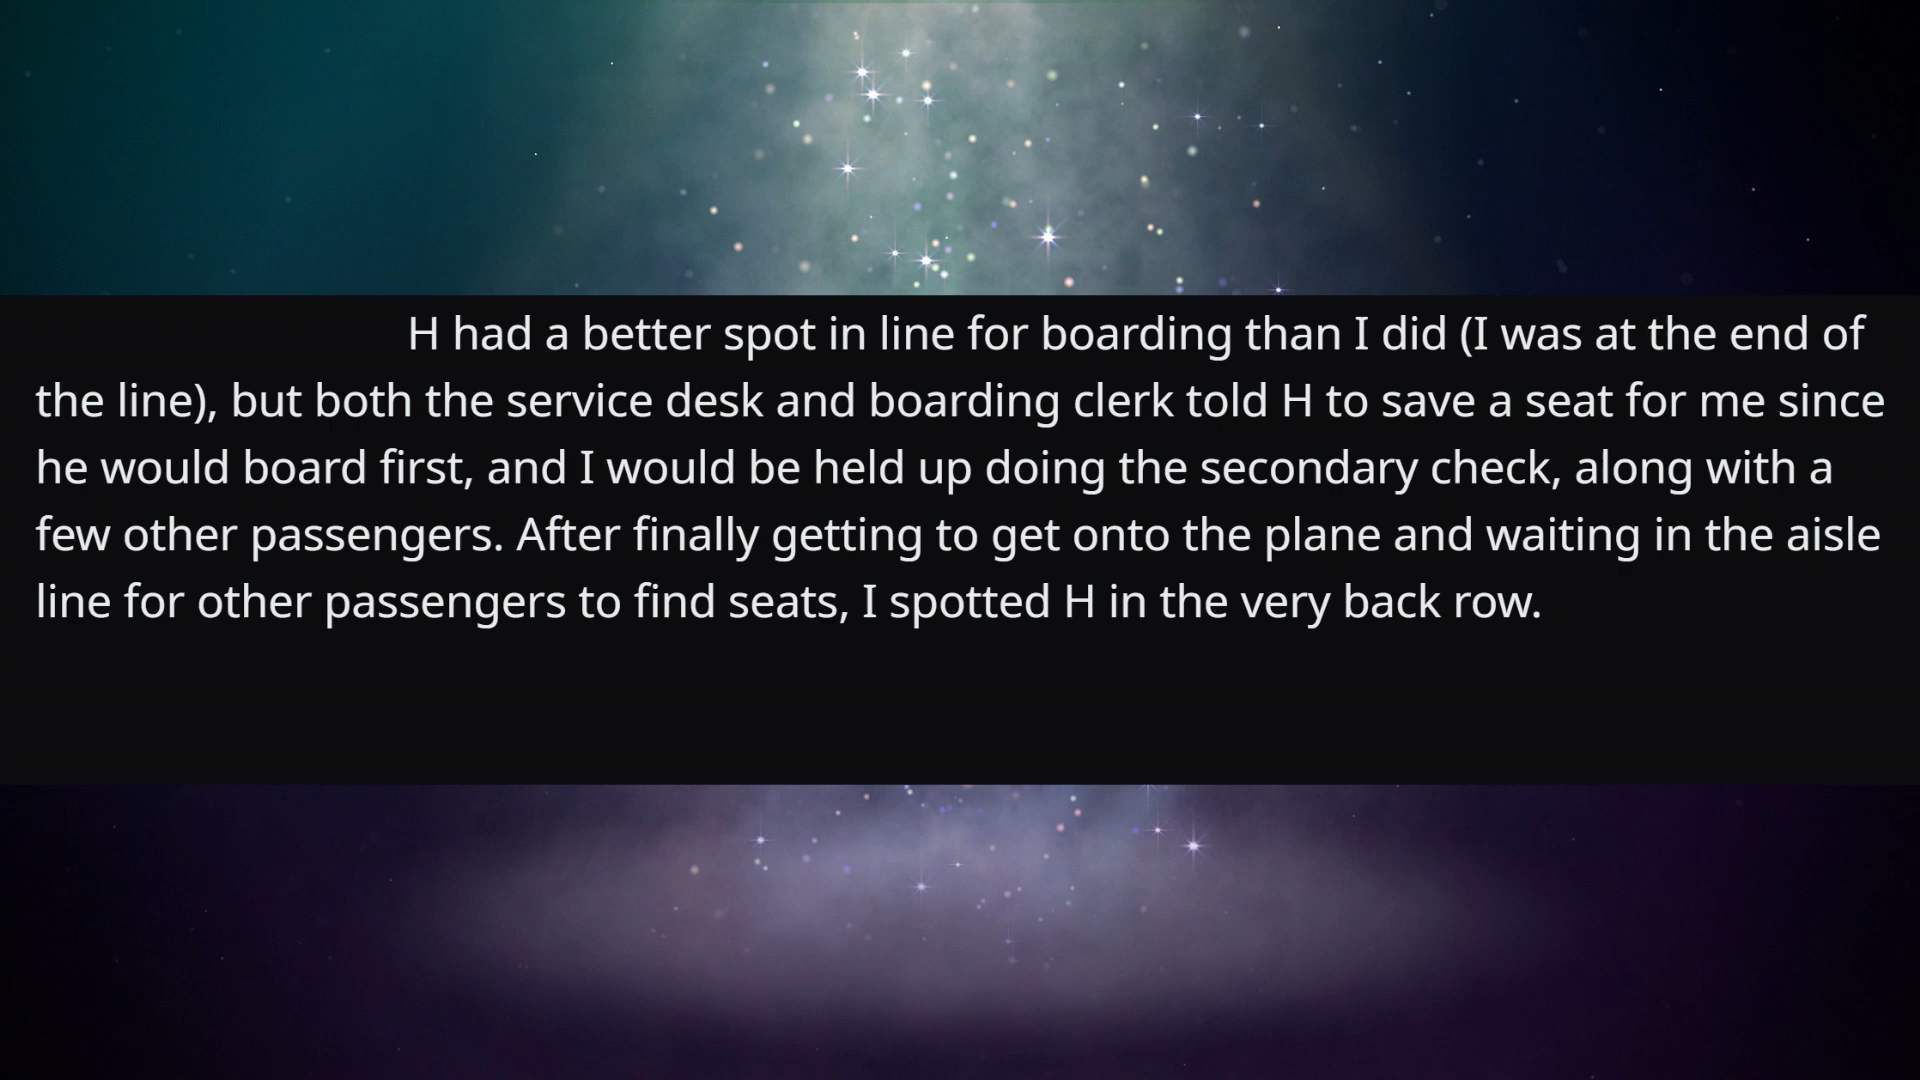 H had a better spot in line for boarding than I did (I was at the end of
the line), but both the service desk and boarding clerk told H to save a seat for me since
he would board first, and I would be held up doing the secondary check, along with a
few other passengers. After finally getting to get onto the plane and waiting in the aisle
line for other passengers to find seats, I spotted H in the very back row.